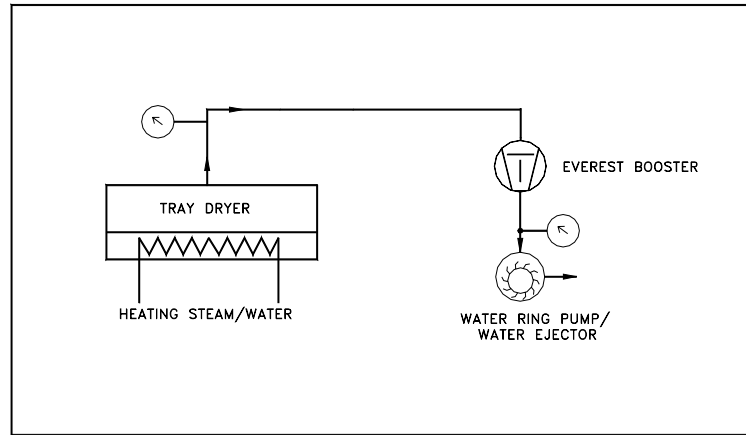 TRAY DRYER
EVEREST BOOSTER
HEATING STEAM/WATER
WATER RING PUMP/
WATER EJECTOR